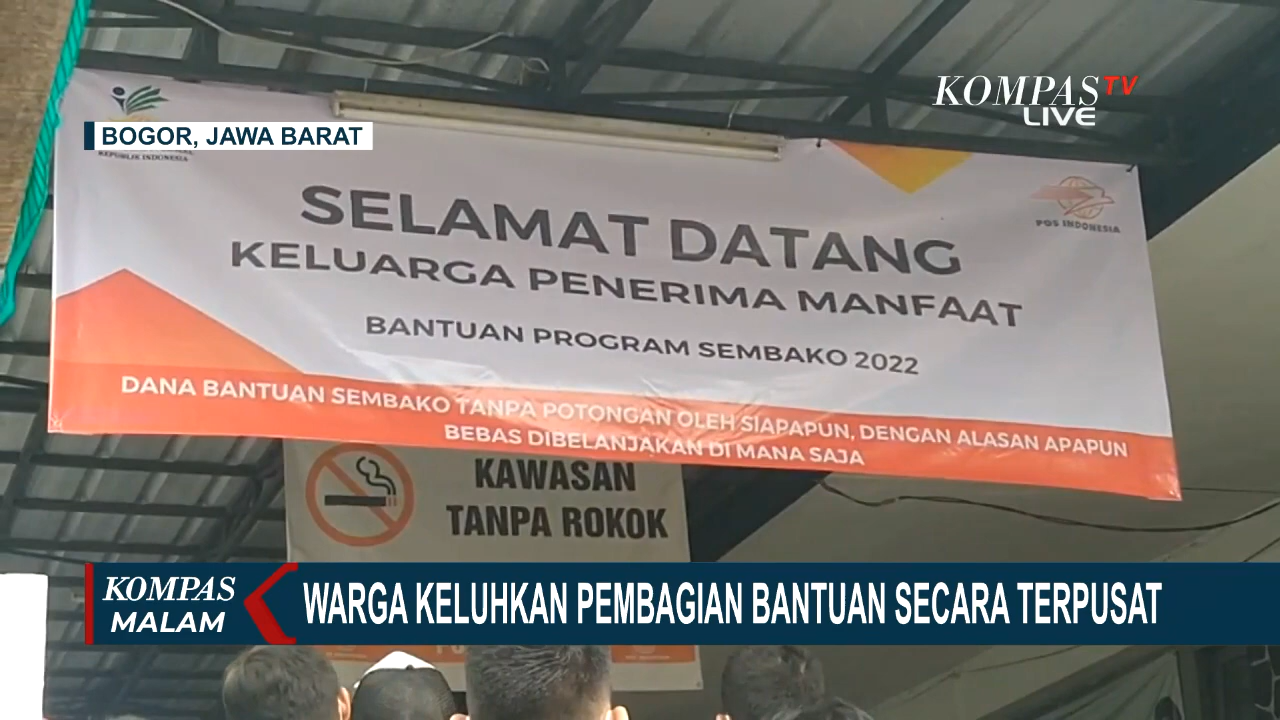 KOMPAS TV
LIVE
BOGOR, JAWA BARAT
REPUBLIK INDONESIA
POS INDONESIA
SELAMAT DATANG
KELUARGA PENERIMA MANFAAT
BANTUAN PROGRAM SEMBAKO 2022
DANA BANTUAN SEMBAKO TANPA POTONGAN OLEH SIAPAPUN, DENGAN ALASAN APAPUN
BEBAS DIBELANJAKAN DI MANA SAJA
KAWASAN
TANPA ROKOK
KOMPAS
MALAM
WARGA KELUHKAN PEMBAGIAN BANTUAN SECARA TERPUSAT